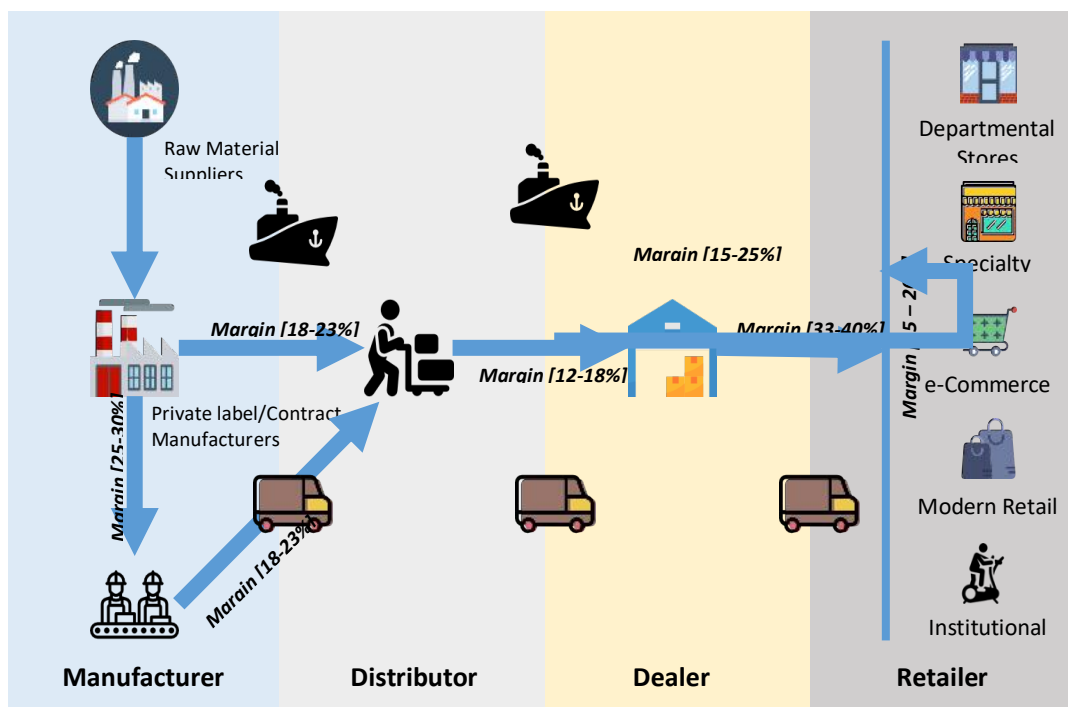 Raw Material
Suppliers
Margin [18-23%]
Private label/Contract
Manufacturers
Margin [25-30%]
Margin [18-23%]
Margin [12-18%]
Margin [15-25%]
Margin [33-40%]
Margin
Departmental
Stores
Specialty
e-Commerce
Modern Retail
Institutional
Manufacturer
Distributor
Dealer
Retailer